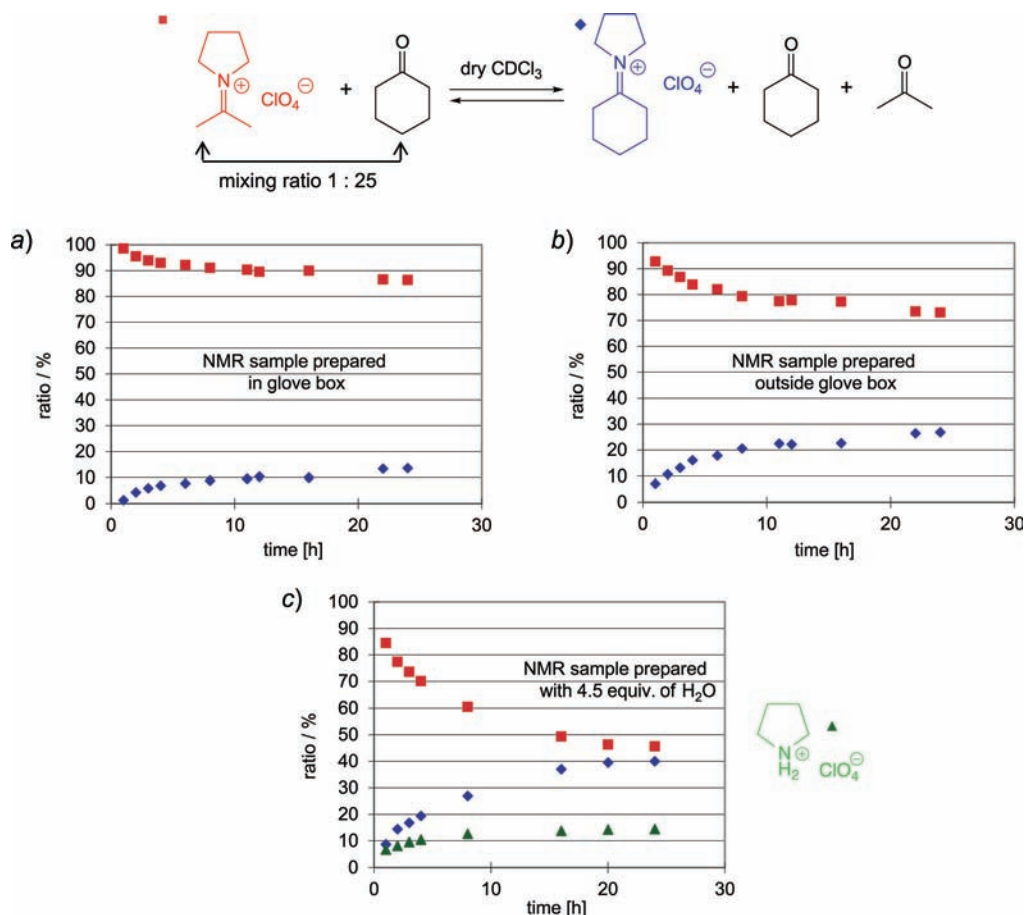 O
O
N
⊕
dry CDCl3
N
⊕
ClO4⊖
+
ClO4⊖
+
+
O
mixing ratio 1 : 25
a)
b)
100
90
80
70
60
50
40
30
20
10
0
ratio / %
NMR sample prepared
in glove box
0 10 20 30
time [h]
100
90
80
70
60
50
40
30
20
10
0
ratio / %
NMR sample prepared
outside glove box
0 10 20 30
time [h]
c)
100
90
80
70
60
50
40
30
20
10
0
ratio / %
NMR sample prepared
with 4.5 equiv. of H2O
0 10 20 30
time [h]
N
H2
⊕
ClO4⊖